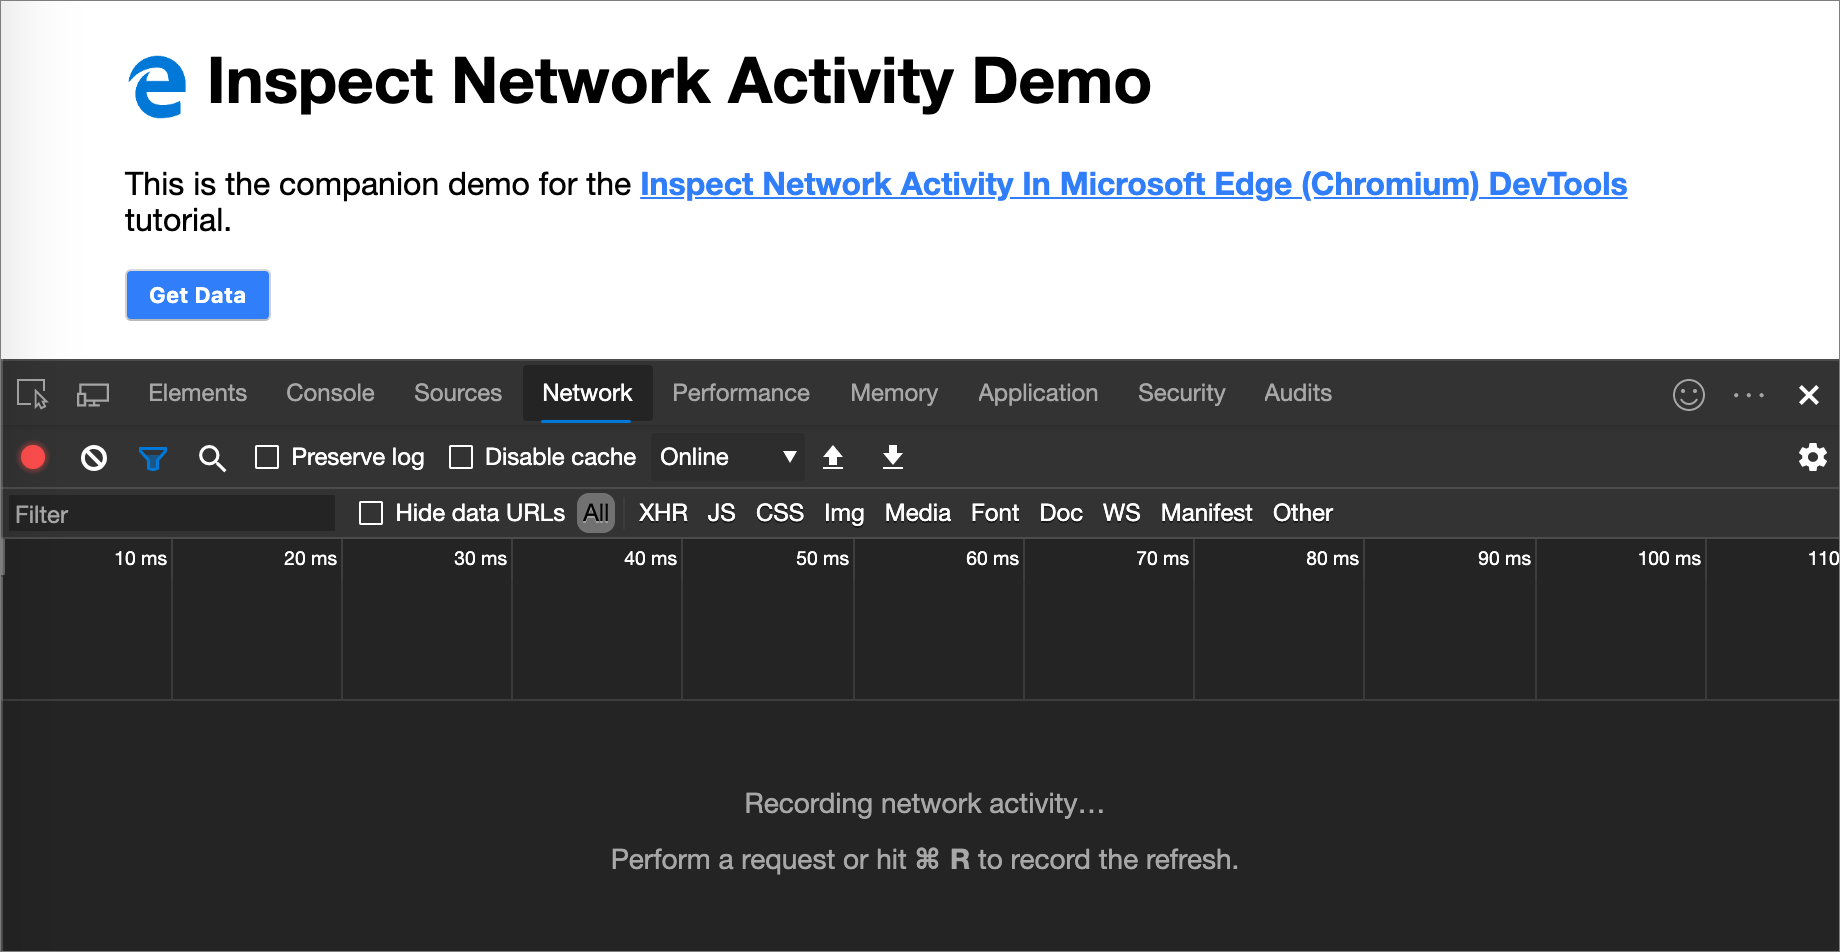 Inspect Network Activity Demo
This is the companion demo for the Inspect Network Activity In Microsoft Edge (Chromium) DevTools
tutorial.
Get Data
Elements Console Sources Network Performance Memory Application Security Audits
Preserve log Disable cache Online
Filter Hide data URLs All XHR JS CSS Img Media Font Doc WS Manifest Other
10 ms 20 ms 30 ms 40 ms 50 ms 60 ms 70 ms 80 ms 90 ms 100 ms 110
Recording network activity…
Perform a request or hit ⌘ R to record the refresh.